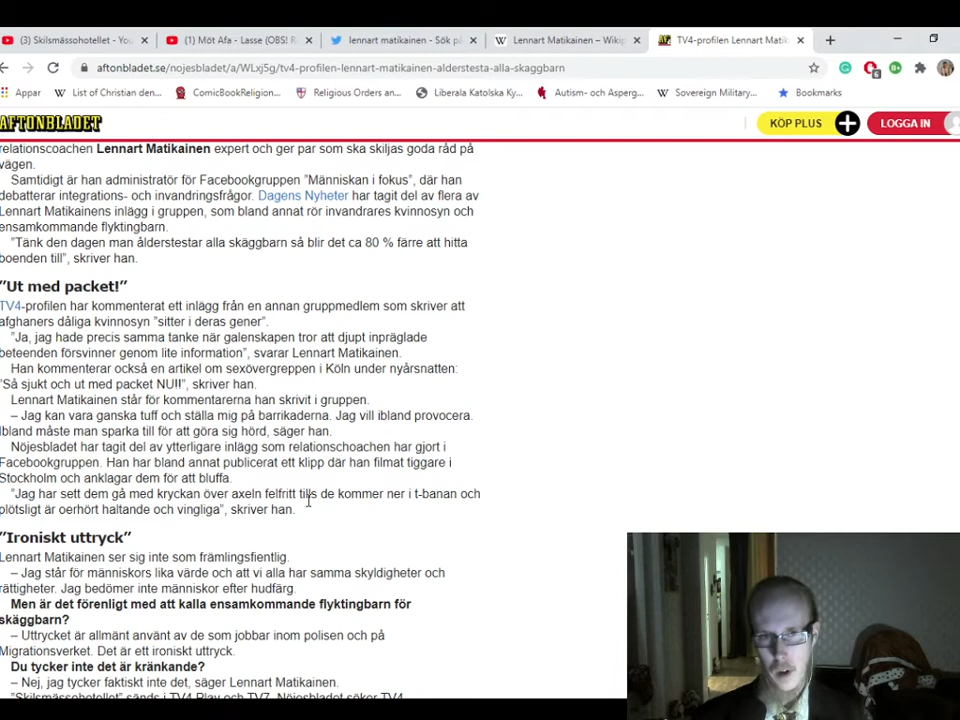 (3) Skilsmässohotellet - You
(1) Möt Afa - Lasse (OBS! R
lennart matikainen - Sök på
Lennart Matikainen – Wikip
TV4-profilen Lennart Matik
aftonbladet.se/nojesbladet/a/WLxj5g/tv4-profilen-lennart-matikainen-alderstesta-alla-skaggbarn
Appar
List of Christian den...
ComicBookReligion...
Religious Orders an...
Liberala Katolska Ky...
Autism- och Asperg...
Sovereign Military...
Bookmarks
AFTONBLADET
KÖP PLUS
LOGGA IN
relationscoachen Lennart Matikainen expert och ger par som ska skiljas goda råd på
vägen.
Samtidigt är han administratör för Facebookgruppen ”Människan i fokus”, där han
debatterar integrations- och invandringsfrågor. Dagens Nyheter har tagit del av flera av
Lennart Matikainens inlägg i gruppen, som bland annat rör invandrares kvinnosyn och
ensamkommande flyktingbarn.
”Tänk den dagen man ålderstestar alla skäggbarn så blir det ca 80 % färre att hitta
boenden till”, skriver han.
”Ut med packet!”
TV4-profilen har kommenterat ett inlägg från en annan gruppmedlem som skriver att
afghaners dåliga kvinnosyn ”sitter i deras gener”.
”Ja, jag hade precis samma tanke när galenskapen tror att djupt inpräglade
beteenden försvinner genom lite information”, svarar Lennart Matikainen.
Han kommenterar också en artikel om sexövergreppen i Köln under nyårsnatten:
”Så sjukt och ut med packet NU!!”, skriver han.
Lennart Matikainen står för kommentarerna han skrivit i gruppen.
– Jag kan vara ganska tuff och ställa mig på barrikaderna. Jag vill ibland provocera.
Ibland måste man sparka till för att göra sig hörd, säger han.
Nöjesbladet har tagit del av ytterligare inlägg som relationschoachen har gjort i
Facebookgruppen. Han har bland annat publicerat ett klipp där han filmat tiggare i
Stockholm och anklagar dem för att bluffa.
”Jag har sett dem gå med kryckan över axeln felfritt tills de kommer ner i t-banan och
plötsligt är oerhört haltande och vingliga”, skriver han.
”Ironiskt uttryck”
Lennart Matikainen ser sig inte som främlingsfientlig.
– Jag står för människors lika värde och att vi alla har samma skyldigheter och
rättigheter. Jag bedömer inte människor efter hudfärg.
Men är det förenligt med att kalla ensamkommande flyktingbarn för
skäggbarn?
– Uttrycket är allmänt använt av de som jobbar inom polisen och på
Migrationsverket. Det är ett ironiskt uttryck.
Du tycker inte det är kränkande?
– Nej, jag tycker faktiskt inte det, säger Lennart Matikainen.
”Skilsmässohotellet” sänds i TV4 Play och TV7. Nöjesbladet söker TV4.